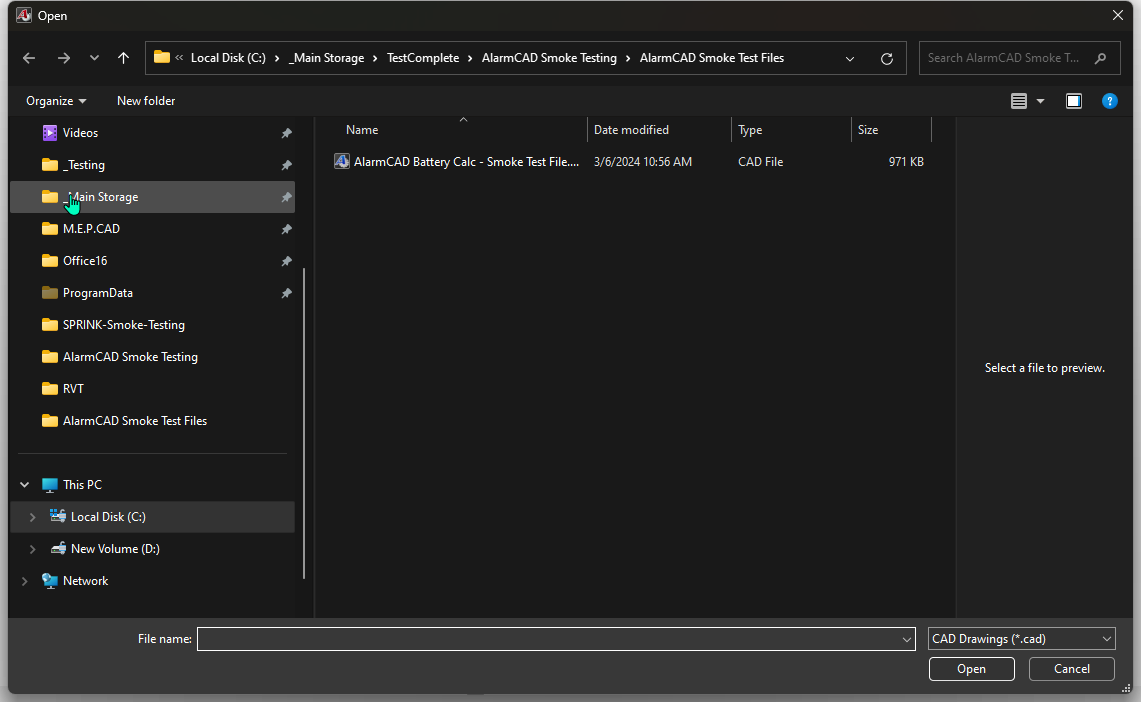 Open
« Local Disk (C:) › _Main Storage › TestComplete › AlarmCAD Smoke Testing › AlarmCAD Smoke Test Files
Search AlarmCAD Smoke T...
Organize New folder
?
Videos
_Testing
_Main Storage
M.E.P.CAD
Office16
ProgramData
SPRINK-Smoke-Testing
AlarmCAD Smoke Testing
RVT
AlarmCAD Smoke Test Files
This PC
Local Disk (C:)
New Volume (D:)
Network
Name Date modified Type Size
AlarmCAD Battery Calc - Smoke Test File.... 3/6/2024 10:56 AM CAD File 971 KB
Select a file to preview.
File name:
CAD Drawings (*.cad)
Open Cancel